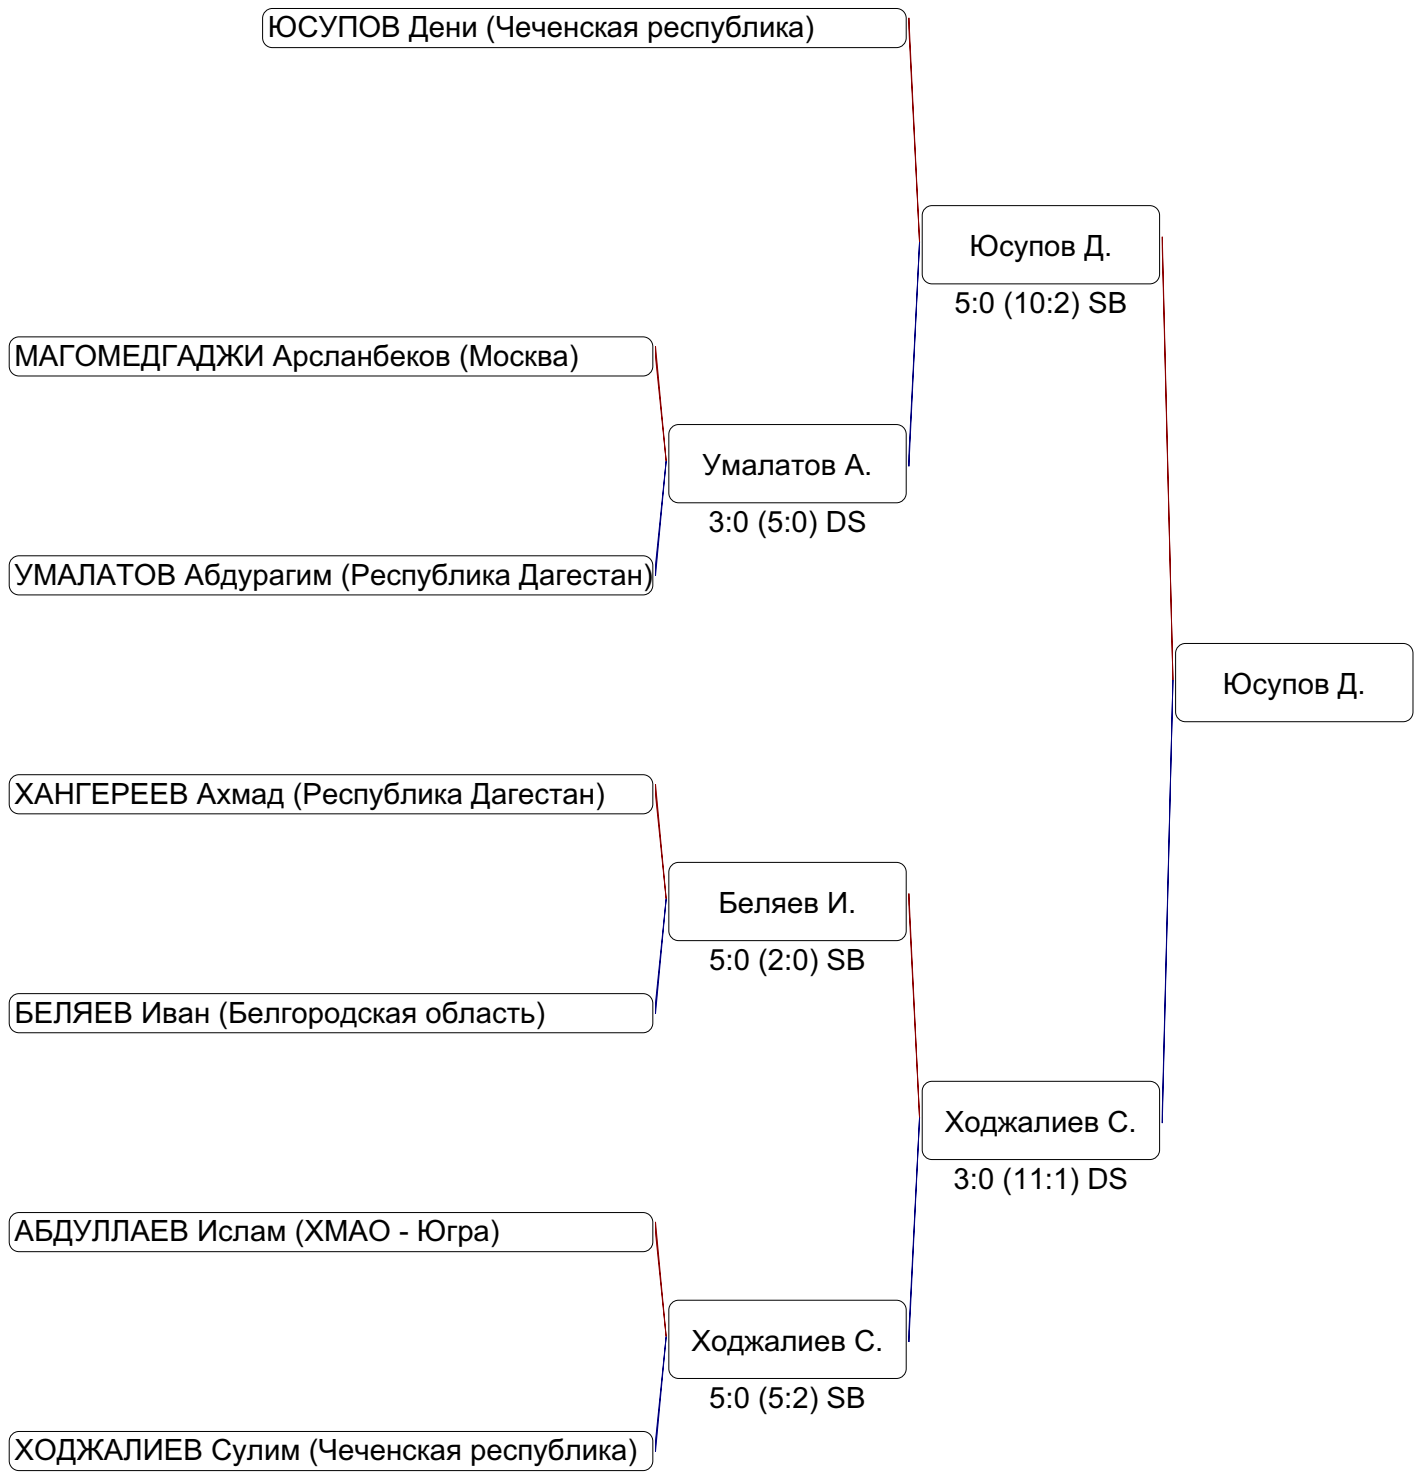 ЮСУПОВ Дени (Чеченская республика)
Юсупов Д.
5:0 (10:2) SB
МАГОМЕДГАДЖИ Арсланбеков (Москва)
Умалатов А.
3:0 (5:0) DS
УМАЛАТОВ Абдурагим (Республика Дагестан)
Юсупов Д.
ХАНГЕРЕЕВ Ахмад (Республика Дагестан)
Беляев И.
5:0 (2:0) SB
БЕЛЯЕВ Иван (Белгородская область)
Ходжалиев С.
3:0 (11:1) DS
АБДУЛЛАЕВ Ислам (ХМАО - Югра)
Ходжалиев С.
5:0 (5:2) SB
ХОДЖАЛИЕВ Сулим (Чеченская республика)